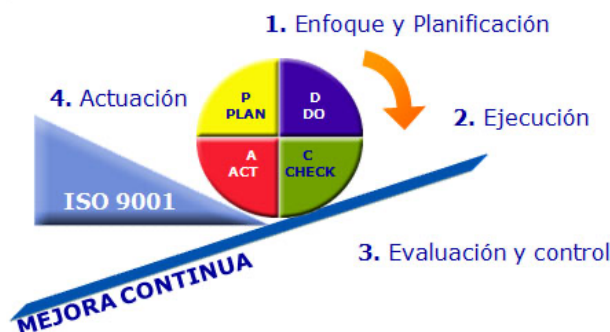 1. Enfoque y Planificación
4. Actuación
P
PLAN
D
DO
2. Ejecución
A
ACT
C
CHECK
ISO 9001
3. Evaluación y control
MEJORA CONTINUA